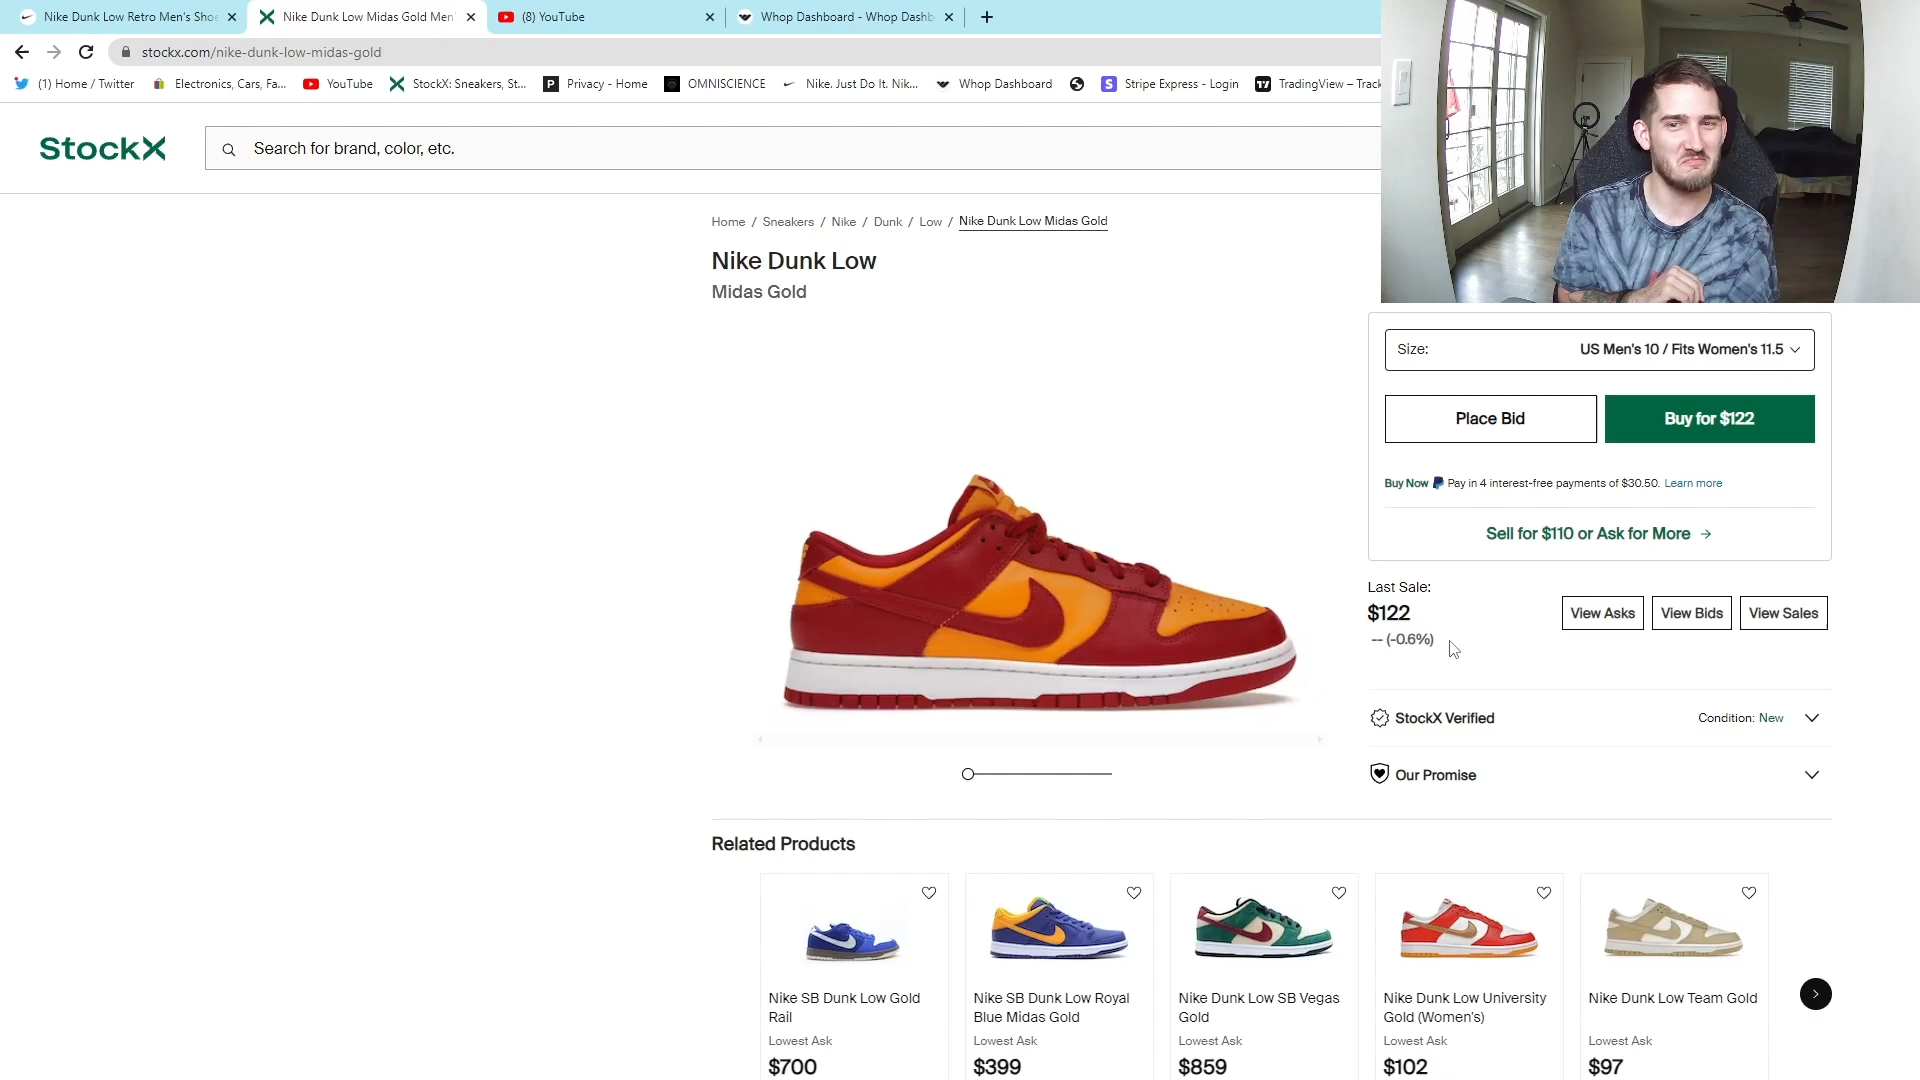 Nike Dunk Low Retro Men's Shoe
Nike Dunk Low Midas Gold Men'
(8) YouTube
Whop Dashboard - Whop Dashb
stockx.com/nike-dunk-low-midas-gold
(1) Home / Twitter
Electronics, Cars, Fa...
YouTube
StockX: Sneakers, St...
Privacy - Home
OMNISCIENCE
Nike. Just Do It. Nik...
Whop Dashboard
Stripe Express - Login
TradingView – Track
StockX
Search for brand, color, etc.
Home / Sneakers / Nike / Dunk / Low / Nike Dunk Low Midas Gold
Nike Dunk Low
Midas Gold
Size: US Men's 10 / Fits Women's 11.5
Place Bid
Buy for $122
Buy Now Pay in 4 interest-free payments of $30.50. Learn more
Sell for $110 or Ask for More
Last Sale:
$122
-- (-0.6%)
View Asks
View Bids
View Sales
StockX Verified
Condition: New
Our Promise
Related Products
Nike SB Dunk Low Gold
Rail
Lowest Ask
$700
Nike SB Dunk Low Royal
Blue Midas Gold
Lowest Ask
$399
Nike Dunk Low SB Vegas
Gold
Lowest Ask
$859
Nike Dunk Low University
Gold (Women's)
Lowest Ask
$102
Nike Dunk Low Team Gold
Lowest Ask
$97